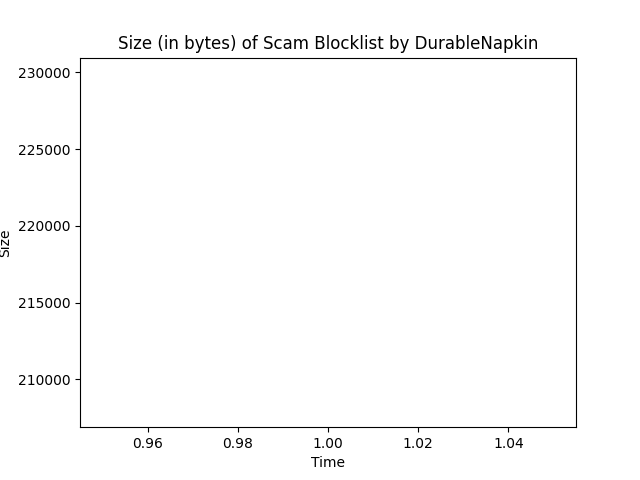 Size (in bytes) of Scam Blocklist by DurableNapkin
230000
225000
220000
215000
210000
Size
0.96 0.98 1.00 1.02 1.04
Time